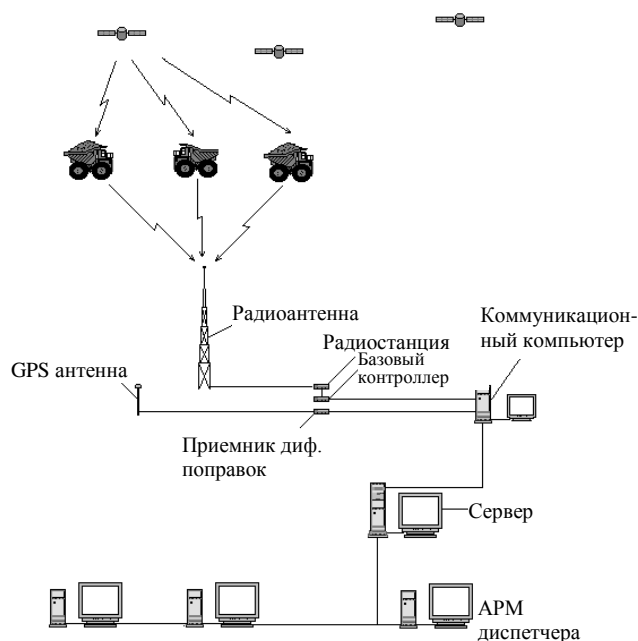 Радиоантенна
Радиостанция
Базовый
контроллер
Коммуникацион-
ный компьютер
GPS антенна
Приемник диф.
поправок
Сервер
АРМ
диспетчера